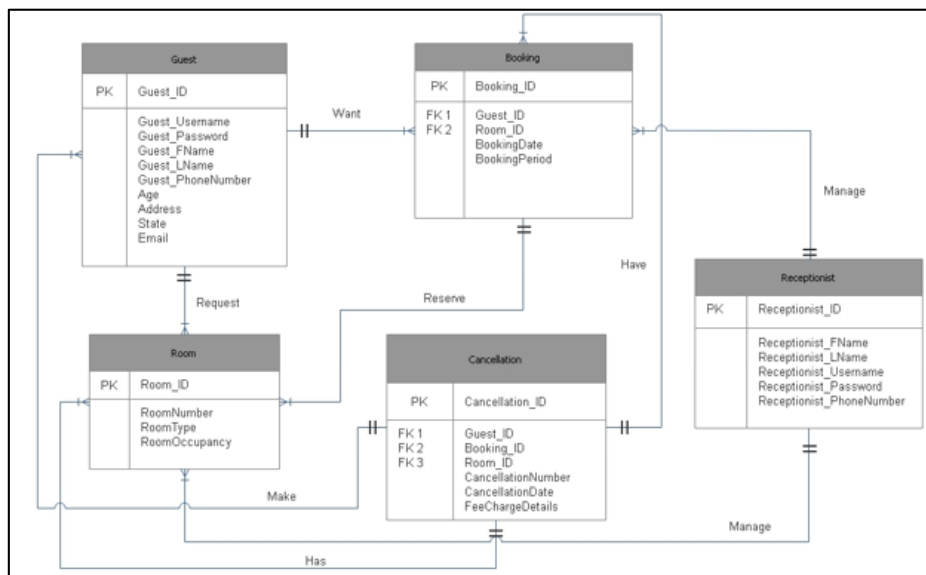 Guest
PK Guest_ID
Guest_Username
Guest_Password
Guest_FName
Guest_LName
Guest_PhoneNumber
Age
Address
State
Email
Want
Booking
PK Booking_ID
FK 1 Guest_ID
FK 2 Room_ID
BookingDate
BookingPeriod
Manage
Have
Request
Reserve
Receptionist
PK Receptionist_ID
Receptionist_FName
Receptionist_LName
Receptionist_Username
Receptionist_Password
Receptionist_PhoneNumber
Room
PK Room_ID
RoomNumber
RoomType
RoomOccupancy
Cancellation
PK Cancellation_ID
FK 1 Guest_ID
FK 2 Booking_ID
FK 3 Room_ID
CancellationNumber
CancellationDate
FeeChargeDetails
Make
Manage
Has